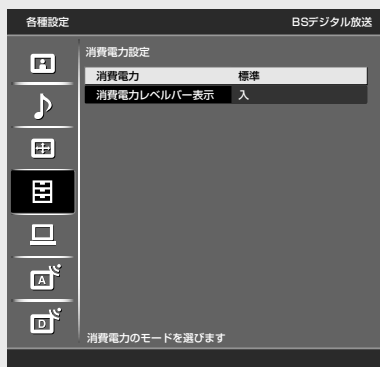 各種設定 BSデジタル放送
消費電力設定
消費電力 標準
消費電力レベルバー表示 入
A
D
消費電力のモードを選びます